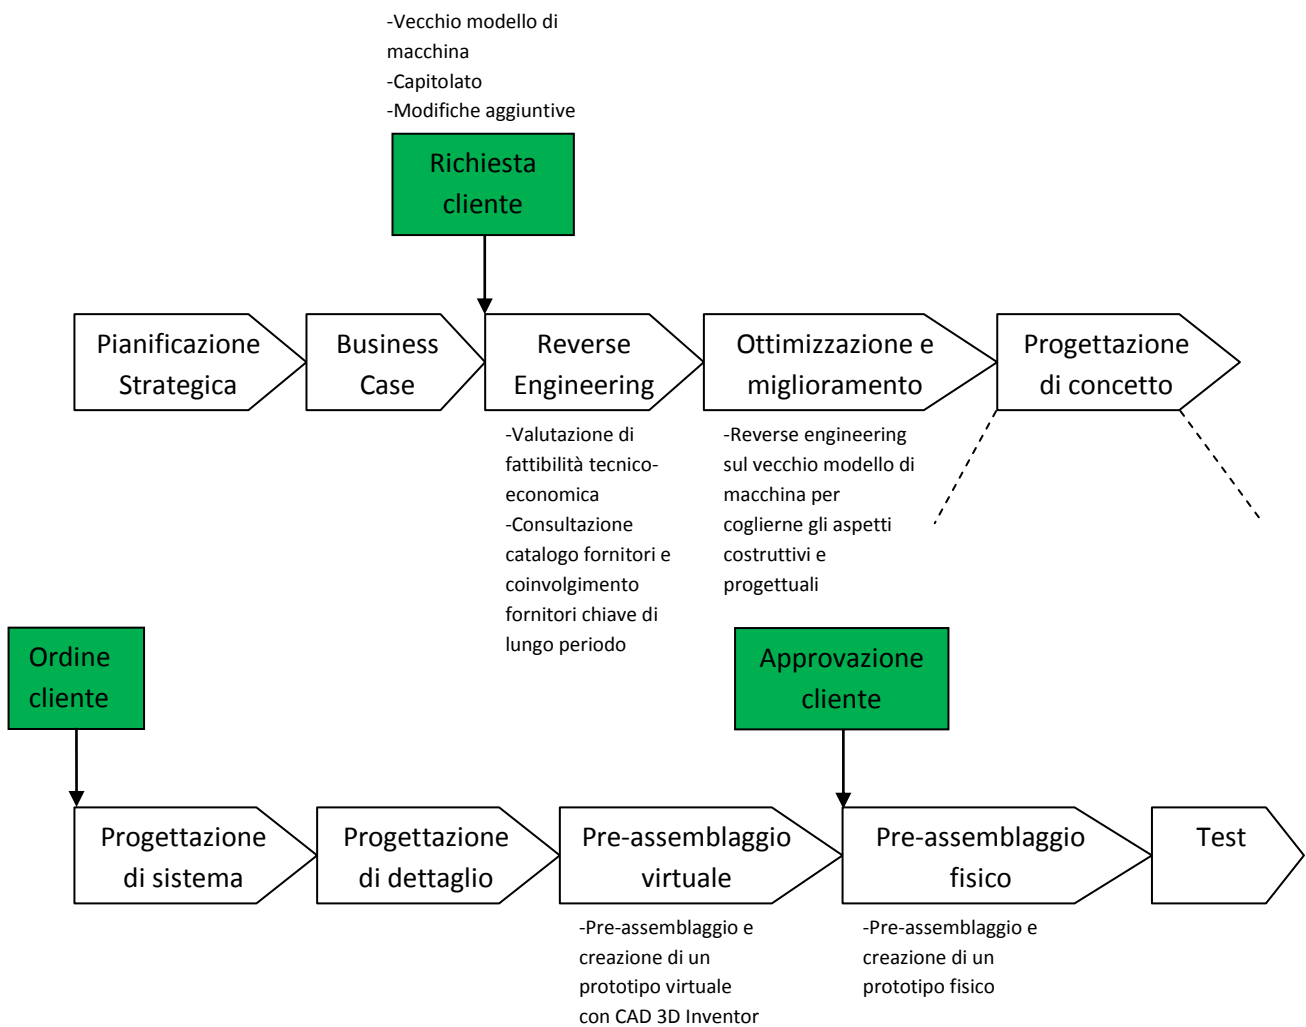 -Vecchio modello di
macchina
-Capitolato
-Modifiche aggiuntive
Richiesta
cliente
Pianificazione
Strategica
Business
Case
Reverse
Engineering
Ottimizzazione e
miglioramento
Progettazione
di concetto
-Valutazione di
fattibilità tecnico-
economica
-Consultazione
catalogo fornitori e
coinvolgimento
fornitori chiave di
lungo periodo
-Reverse engineering
sul vecchio modello di
macchina per
coglierne gli aspetti
costruttivi e
progettuali
Ordine
cliente
Approvazione
cliente
Progettazione
di sistema
Progettazione
di dettaglio
Pre-assemblaggio
virtuale
Pre-assemblaggio
fisico
Test
-Pre-assemblaggio e
creazione di un
prototipo virtuale
con CAD 3D Inventor
-Pre-assemblaggio e
creazione di un
prototipo fisico